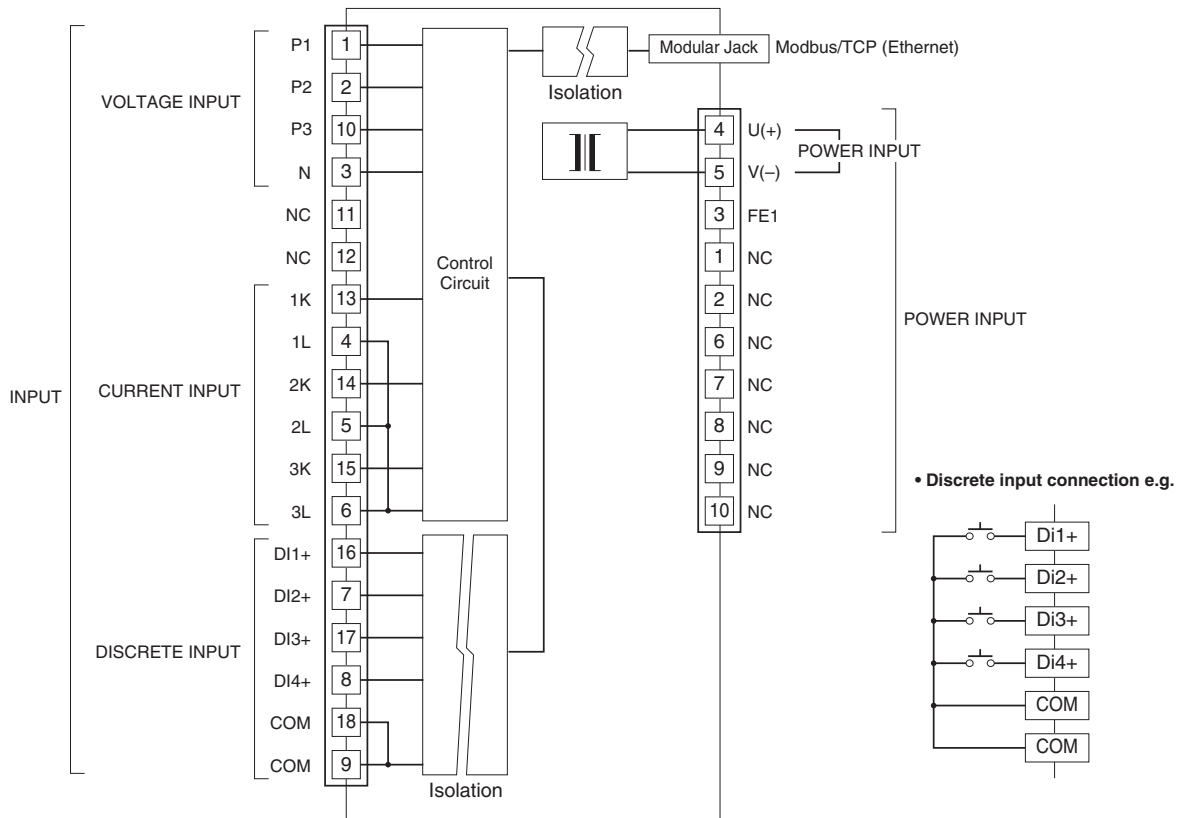 INPUT
VOLTAGE INPUT
P1 1
P2 2
P3 10
N 3
NC 11
NC 12
CURRENT INPUT
1K 13
1L 4
2K 14
2L 5
3K 15
3L 6
DISCRETE INPUT
DI1+ 16
DI2+ 7
DI3+ 17
DI4+ 8
COM 18
COM 9
Control
Circuit
Isolation
Isolation
Modular Jack Modbus/TCP (Ethernet)
4 U(+)
POWER INPUT
5 V(–)
3 FE1
1 NC
2 NC
6 NC
7 NC
8 NC
9 NC
10 NC
POWER INPUT
• Discrete input connection e.g.
Di1+
Di2+
Di3+
Di4+
COM
COM